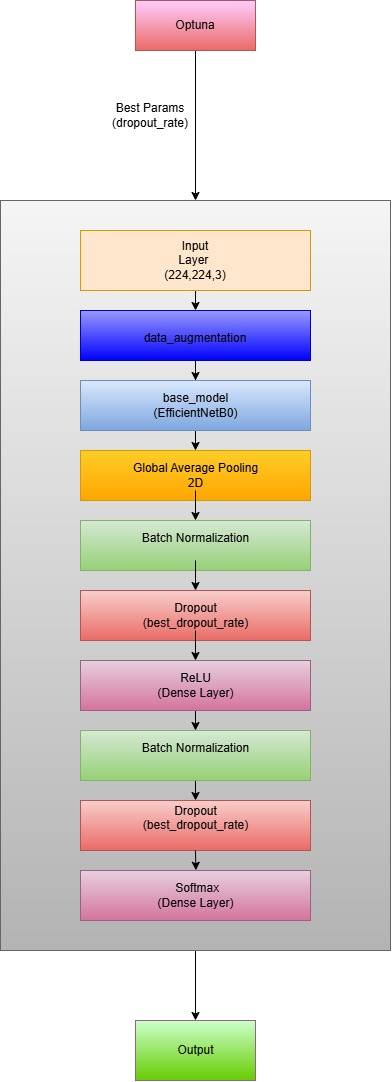 Optuna
Best Params
(dropout_rate)
Input
Layer
(224,224,3)
data_augmentation
base_model
(EfficientNetB0)
Global Average Pooling
2D
Batch Normalization
Dropout
(best_dropout_rate)
ReLU
(Dense Layer)
Batch Normalization
Dropout
(best_dropout_rate)
Softmax
(Dense Layer)
Output